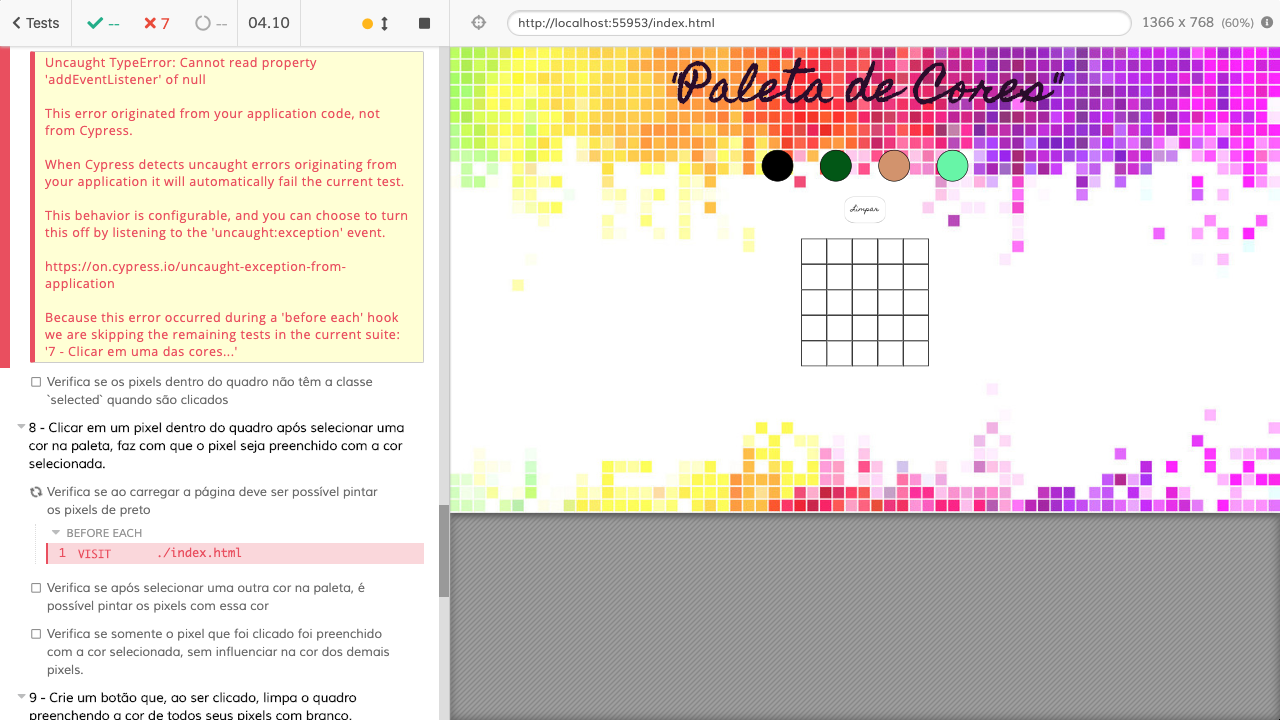 Tests
--
7
--
04.10
http://localhost:55953/index.html
1366 x 768 (60%)
Uncaught TypeError: Cannot read property
'addEventListener' of null
This error originated from your application code, not
from Cypress.
When Cypress detects uncaught errors originating from
your application it will automatically fail the current test.
This behavior is configurable, and you can choose to turn
this off by listening to the 'uncaught:exception' event.
https://on.cypress.io/uncaught-exception-from-
application
Because this error occurred during a 'before each' hook
we are skipping the remaining tests in the current suite:
'7 - Clicar em uma das cores...'
Verifica se os pixels dentro do quadro não têm a classe
`selected` quando são clicados
8 - Clicar em um pixel dentro do quadro após selecionar uma
cor na paleta, faz com que o pixel seja preenchido com a cor
selecionada.
Verifica se ao carregar a página deve ser possível pintar
os pixels de preto
BEFORE EACH
1 VISIT ./index.html
Verifica se após selecionar uma outra cor na paleta, é
possível pintar os pixels com essa cor
Verifica se somente o pixel que foi clicado foi preenchido
com a cor selecionada, sem influenciar na cor dos demais
pixels.
9 - Crie um botão que, ao ser clicado, limpa o quadro
preenchendo a cor de todos seus pixels com branco.
"Paleta de Cores"
Limpar